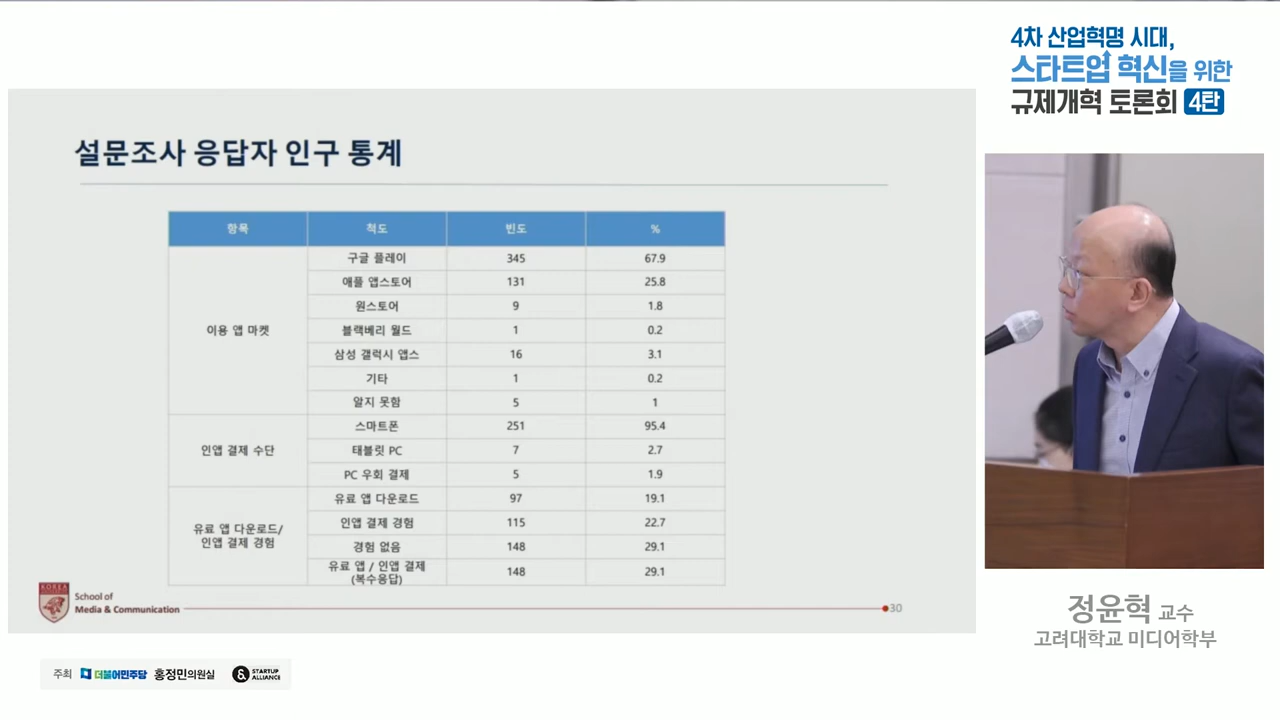 4차 산업혁명 시대,
스타트업 혁신을 위한
규제개혁 토론회 4탄
설문조사 응답자 인구 통계
항목 척도 빈도 %
이용 앱 마켓
구글 플레이 345 67.9
애플 앱스토어 131 25.8
원스토어 9 1.8
블랙베리 월드 1 0.2
삼성 갤럭시 앱스 16 3.1
기타 1 0.2
알지 못함 5 1
인앱 결제 수단
스마트폰 251 95.4
태블릿 PC 7 2.7
PC 우회 결제 5 1.9
유료 앱 다운로드/
인앱 결제 경험
유료 앱 다운로드 97 19.1
인앱 결제 경험 115 22.7
경험 없음 148 29.1
유료 앱 / 인앱 결제
(복수응답) 148 29.1
KOREA
School of
Media & Communication
30
정윤혁 교수
고려대학교 미디어학부
주최 더불어민주당 홍정민의원실 & STARTUP
ALLIANCE